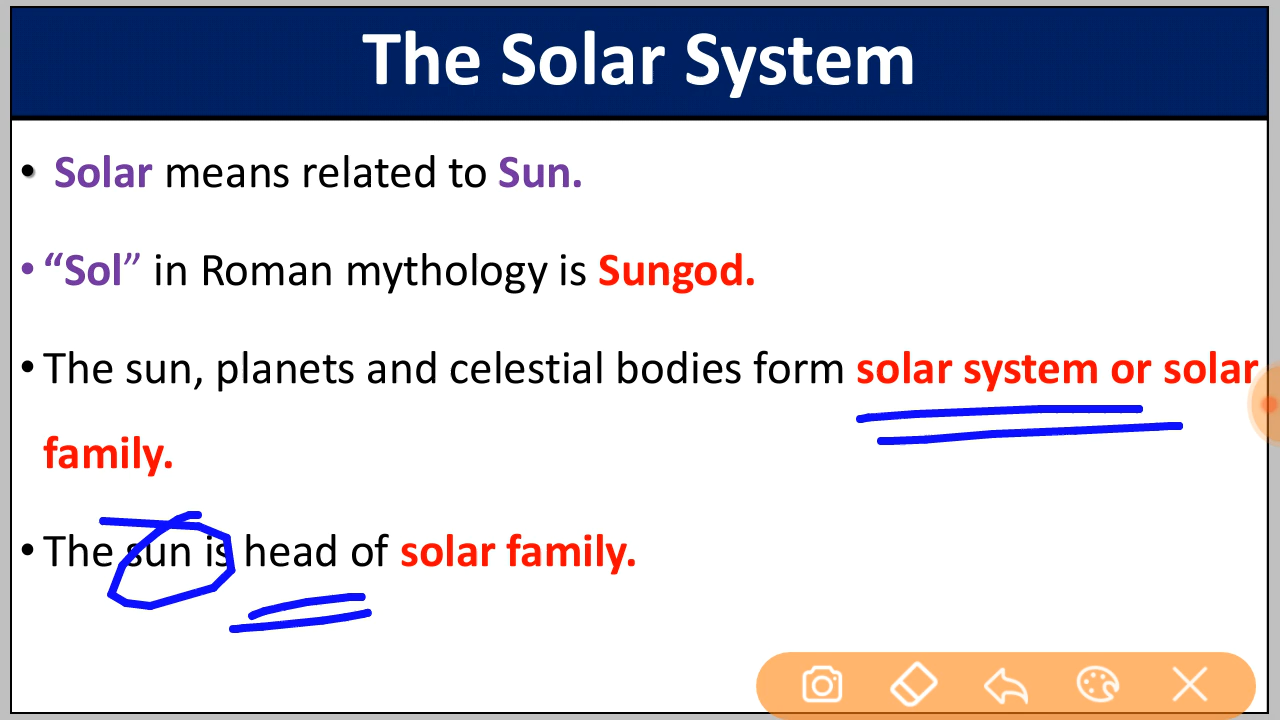 The Solar System
• Solar means related to Sun.
• “Sol” in Roman mythology is Sungod.
• The sun, planets and celestial bodies form solar system or solar
family.
• The sun is head of solar family.